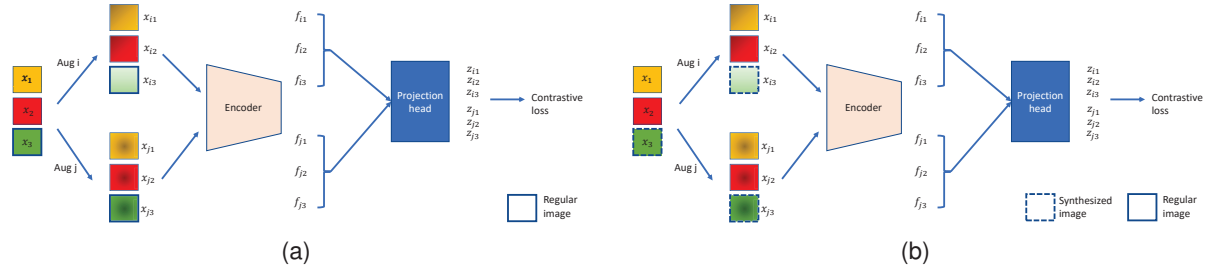 x₁
x₂
x₃
Aug i
Aug j
xᵢ₁
xᵢ₂
xᵢ₃
xⱼ₁
xⱼ₂
xⱼ₃
Encoder
fᵢ₁
fᵢ₂
fᵢ₃
fⱼ₁
fⱼ₂
fⱼ₃
Projection
head
zᵢ₁
zᵢ₂
zᵢ₃
zⱼ₁
zⱼ₂
zⱼ₃
Contrastive
loss
Regular
image
(a)
x₁
x₂
x₃
Aug i
Aug j
xᵢ₁
xᵢ₂
xᵢ₃
xⱼ₁
xⱼ₂
xⱼ₃
Encoder
fᵢ₁
fᵢ₂
fᵢ₃
fⱼ₁
fⱼ₂
fⱼ₃
Projection
head
zᵢ₁
zᵢ₂
zᵢ₃
zⱼ₁
zⱼ₂
zⱼ₃
Contrastive
loss
Synthesized
image
Regular
image
(b)